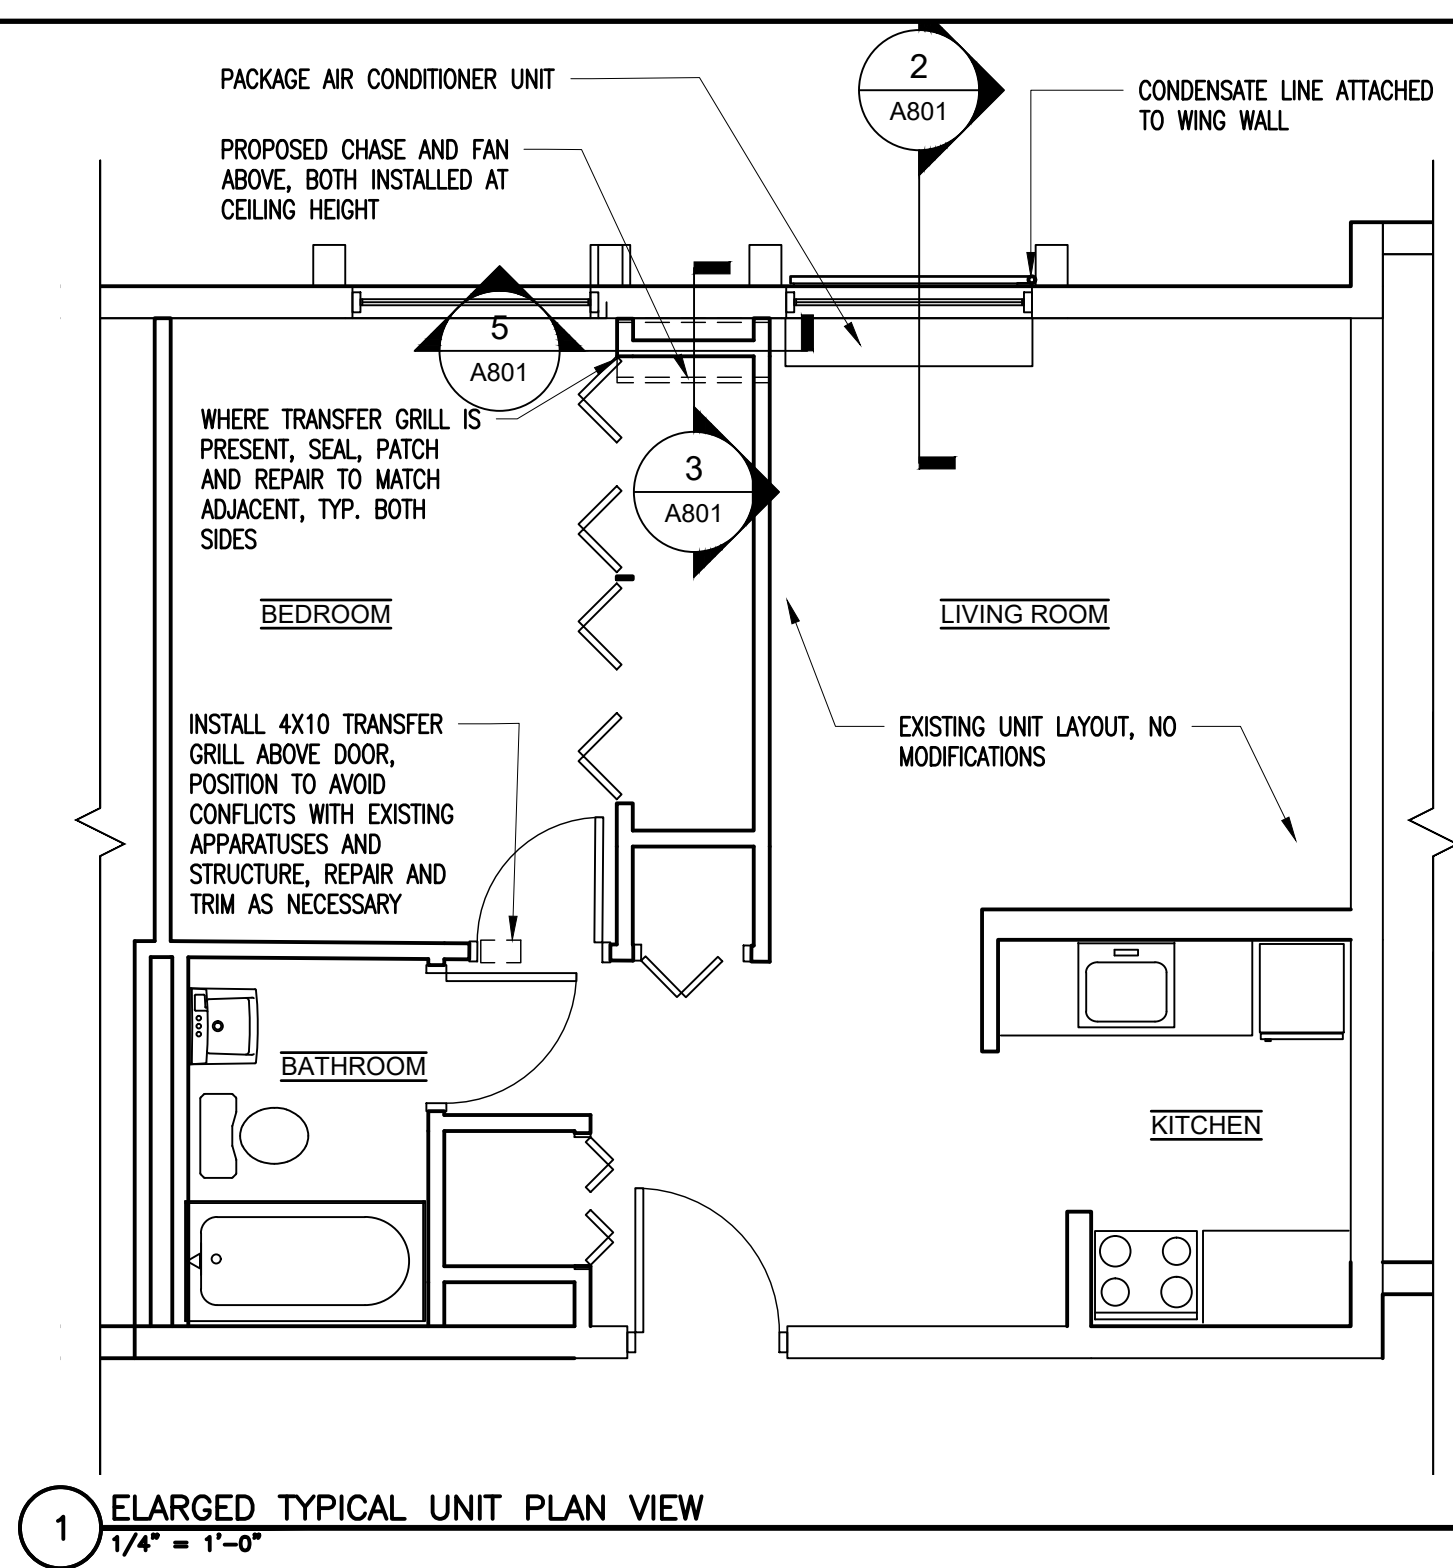 PACKAGE AIR CONDITIONER UNIT
2
A801
CONDENSATE LINE ATTACHED
TO WING WALL
PROPOSED CHASE AND FAN
ABOVE, BOTH INSTALLED AT
CEILING HEIGHT
5
A801
WHERE TRANSFER GRILL IS
PRESENT, SEAL, PATCH
AND REPAIR TO MATCH
ADJACENT, TYP. BOTH
SIDES
3
A801
BEDROOM
LIVING ROOM
INSTALL 4X10 TRANSFER
GRILL ABOVE DOOR,
POSITION TO AVOID
CONFLICTS WITH EXISTING
APPARATUSES AND
STRUCTURE, REPAIR AND
TRIM AS NECESSARY
EXISTING UNIT LAYOUT, NO
MODIFICATIONS
BATHROOM
KITCHEN
1
ELARGED TYPICAL UNIT PLAN VIEW
1/4" = 1'-0"